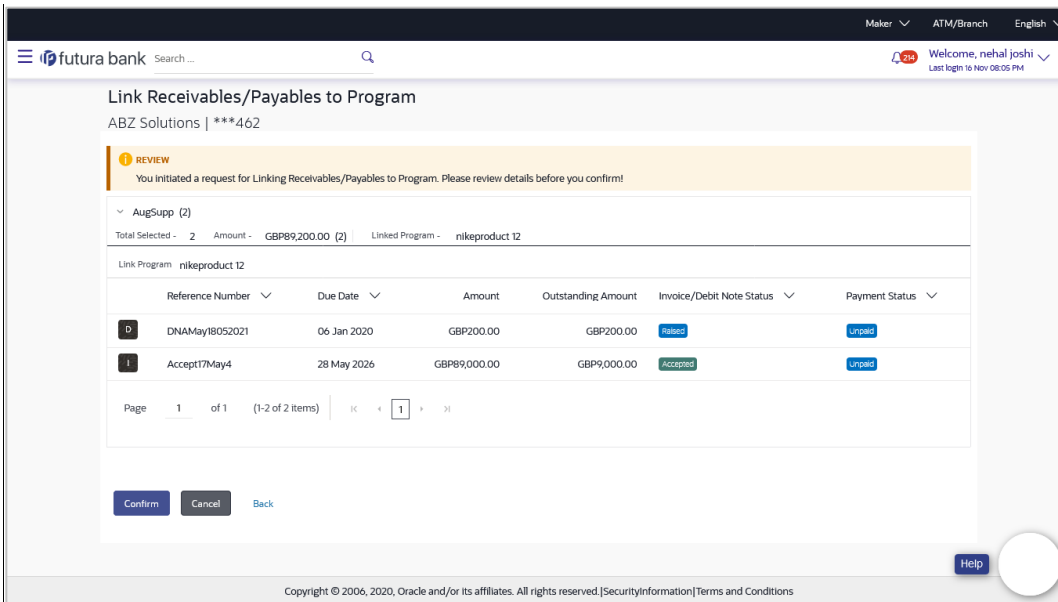 Maker ATM/Branch English
futura bank Search ... 214 Welcome, nehal joshi
Last login 16 Nov 08:05 PM
Link Receivables/Payables to Program
ABZ Solutions | ***462
REVIEW
You initiated a request for Linking Receivables/Payables to Program. Please review details before you confirm!
AugSupp (2)
Total Selected - 2 Amount - GBP89,200.00 (2) Linked Program - nikeproduct 12
Link Program nikeproduct 12
Reference Number Due Date Amount Outstanding Amount Invoice/Debit Note Status Payment Status
D DNAMay18052021 06 Jan 2020 GBP200.00 GBP200.00 Raised Unpaid
I Accept17May4 28 May 2026 GBP89,000.00 GBP9,000.00 Accepted Unpaid
Page 1 of 1 (1-2 of 2 items) 1
Confirm Cancel Back
Help
Copyright © 2006, 2020, Oracle and/or its affiliates. All rights reserved.|SecurityInformation|Terms and Conditions